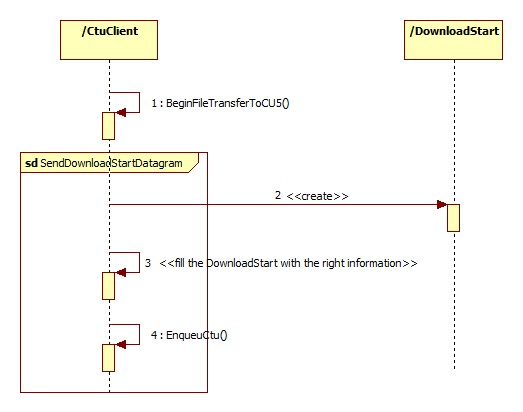 /CtuClient
/DownloadStart
1 : BeginFileTransferToCU5()
sd SendDownloadStartDatagram
2 <<create>>
3 <<fill the DownloadStart with the right information>>
4 : EnqueuCtu()